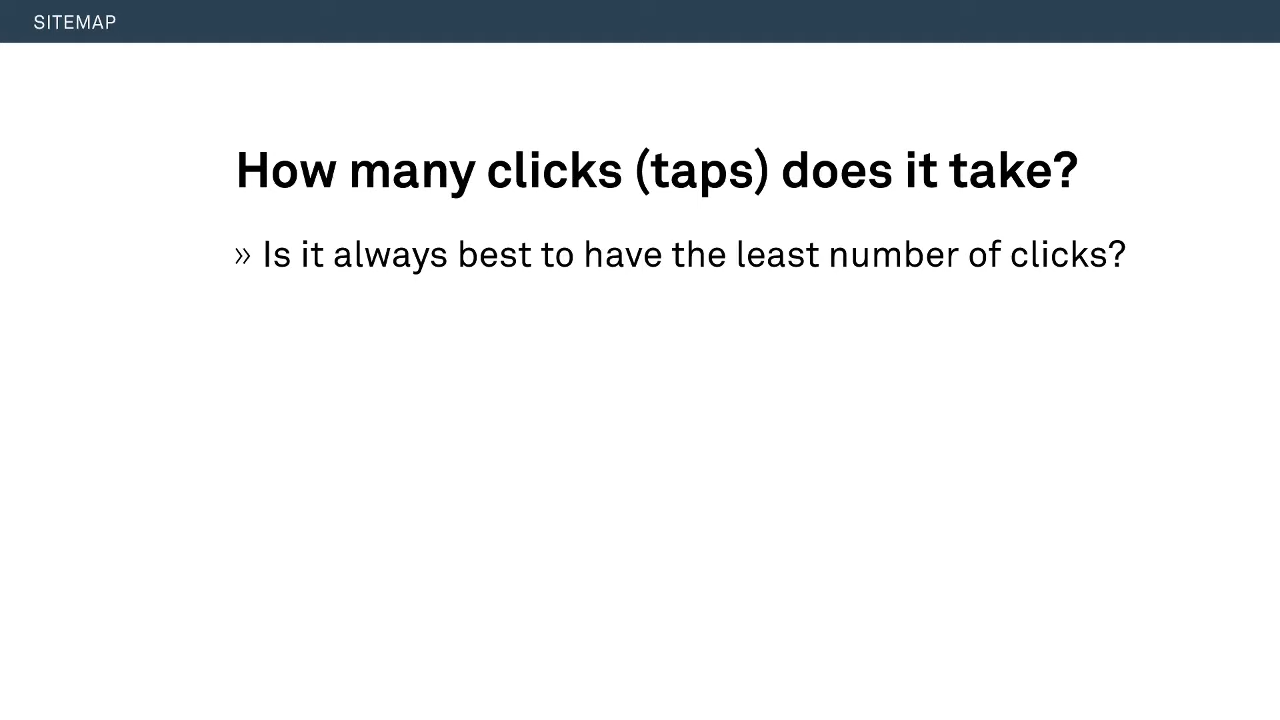 SITEMAP
How many clicks (taps) does it take?
» Is it always best to have the least number of clicks?